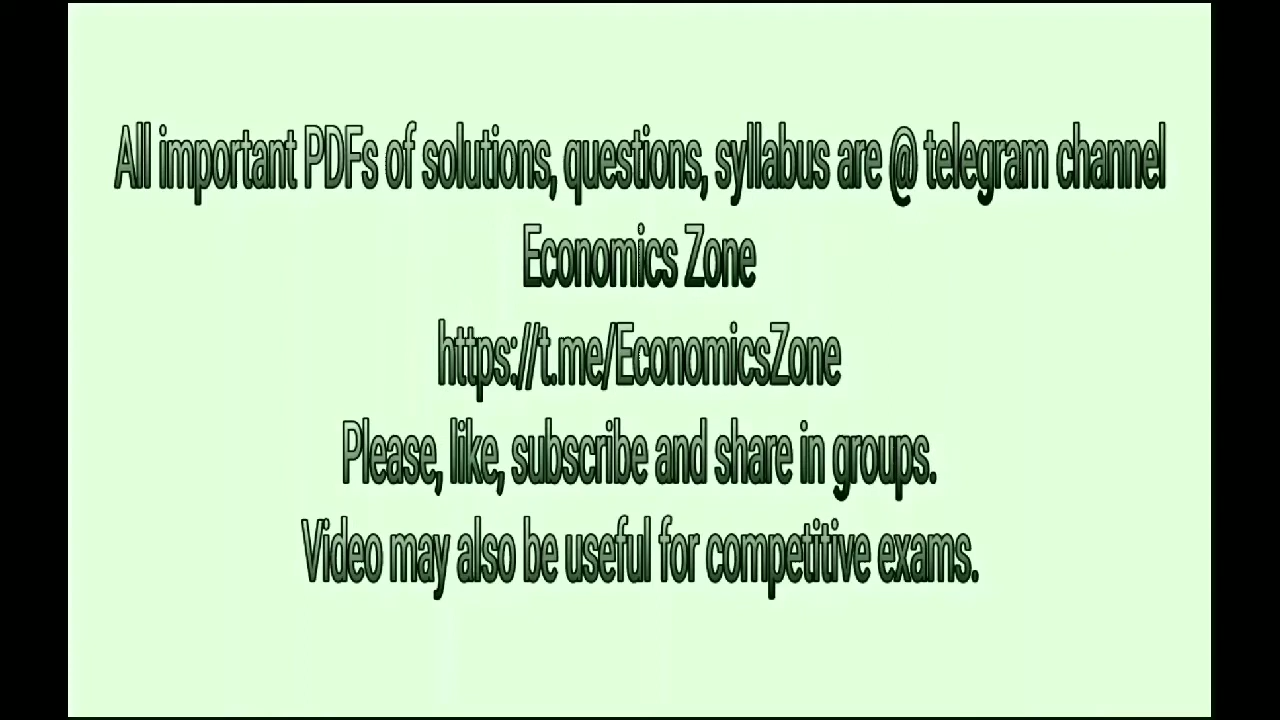 All important PDFs of solutions, questions, syllabus are @ telegram channel
Economics Zone
https://t.me/EconomicsZone
Please, like, subscribe and share in groups.
Video may also be useful for competitive exams.